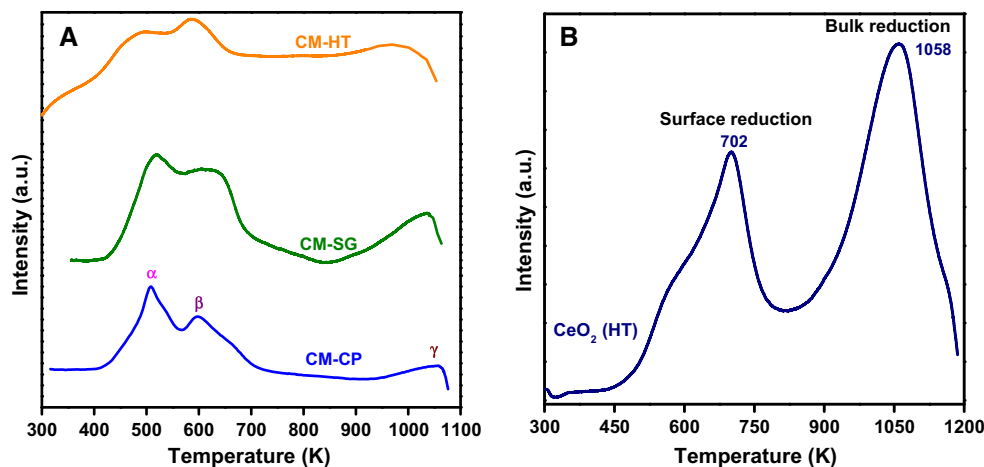 A
CM-HT
CM-SG
α
β
CM-CP
γ
Intensity (a.u.)
300 400 500 600 700 800 900 1000 1100
Temperature (K)
B
Bulk reduction
1058
Surface reduction
702
CeO₂ (HT)
Intensity (a.u.)
300 450 600 750 900 1050 1200
Temperature (K)